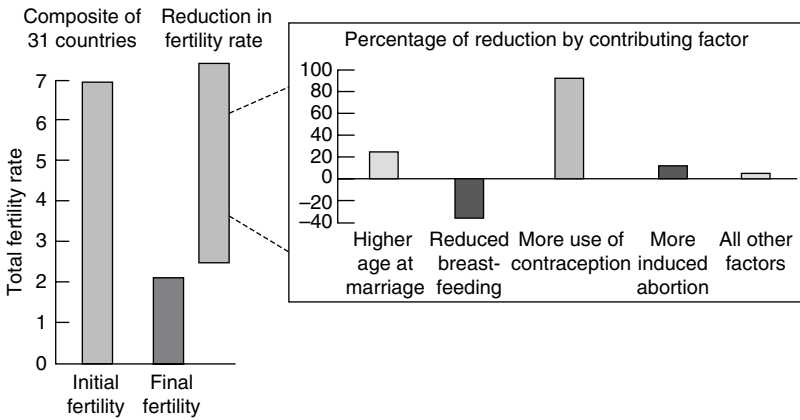 Composite of
31 countries
Reduction in
fertility rate
Total fertility rate
7
6
5
4
3
2
1
0
Initial
fertility
Final
fertility
Percentage of reduction by contributing factor
100
80
60
40
20
0
−20
−40
Higher
age at
marriage
Reduced
breast-
feeding
More use of
contraception
More
induced
abortion
All other
factors